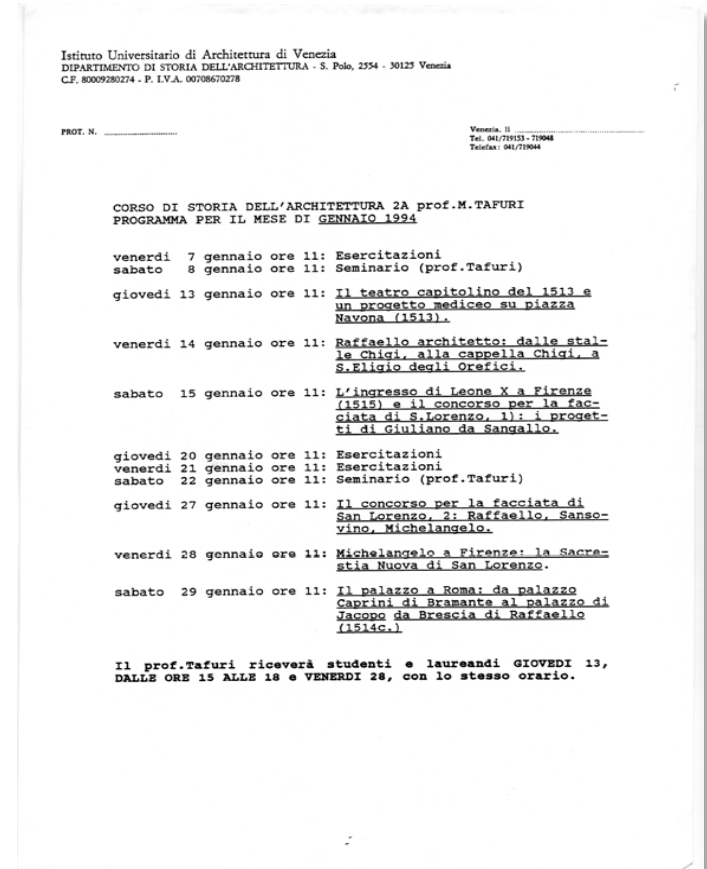 Istituto Universitario di Architettura di Venezia
DIPARTIMENTO DI STORIA DELL'ARCHITETTURA - S. Polo, 2554 - 30125 Venezia
C.F. 80009280274 - P. I.V.A. 00708670278
PROT. N. ............................
Venezia, li ............................
Tel. 041/719153 - 719048
Telefax: 041/719044
CORSO DI STORIA DELL'ARCHITETTURA 2A prof.M.TAFURI
PROGRAMMA PER IL MESE DI GENNAIO 1994
venerdi 7 gennaio ore 11: Esercitazioni
sabato 8 gennaio ore 11: Seminario (prof.Tafuri)
giovedi 13 gennaio ore 11: Il teatro capitolino del 1513 e
un progetto mediceo su piazza
Navona (1513).
venerdi 14 gennaio ore 11: Raffaello architetto: dalle stal-
le Chigi, alla cappella Chigi, a
S.Eligio degli Orefici.
sabato 15 gennaio ore 11: L'ingresso di Leone X a Firenze
(1515) e il concorso per la fac-
ciata di S.Lorenzo, 1): i proget-
ti di Giuliano da Sangallo.
giovedi 20 gennaio ore 11: Esercitazioni
venerdi 21 gennaio ore 11: Esercitazioni
sabato 22 gennaio ore 11: Seminario (prof.Tafuri)
giovedi 27 gennaio ore 11: Il concorso per la facciata di
San Lorenzo, 2: Raffaello, Sanso-
vino, Michelangelo.
venerdi 28 gennaio ore 11: Michelangelo a Firenze: la Sacre-
stia Nuova di San Lorenzo.
sabato 29 gennaio ore 11: Il palazzo a Roma: da palazzo
Caprini di Bramante al palazzo di
Jacopo da Brescia di Raffaello
(1514c.)
Il prof.Tafuri riceverà studenti e laureandi GIOVEDI 13,
DALLE ORE 15 ALLE 18 e VENERDI 28, con lo stesso orario.